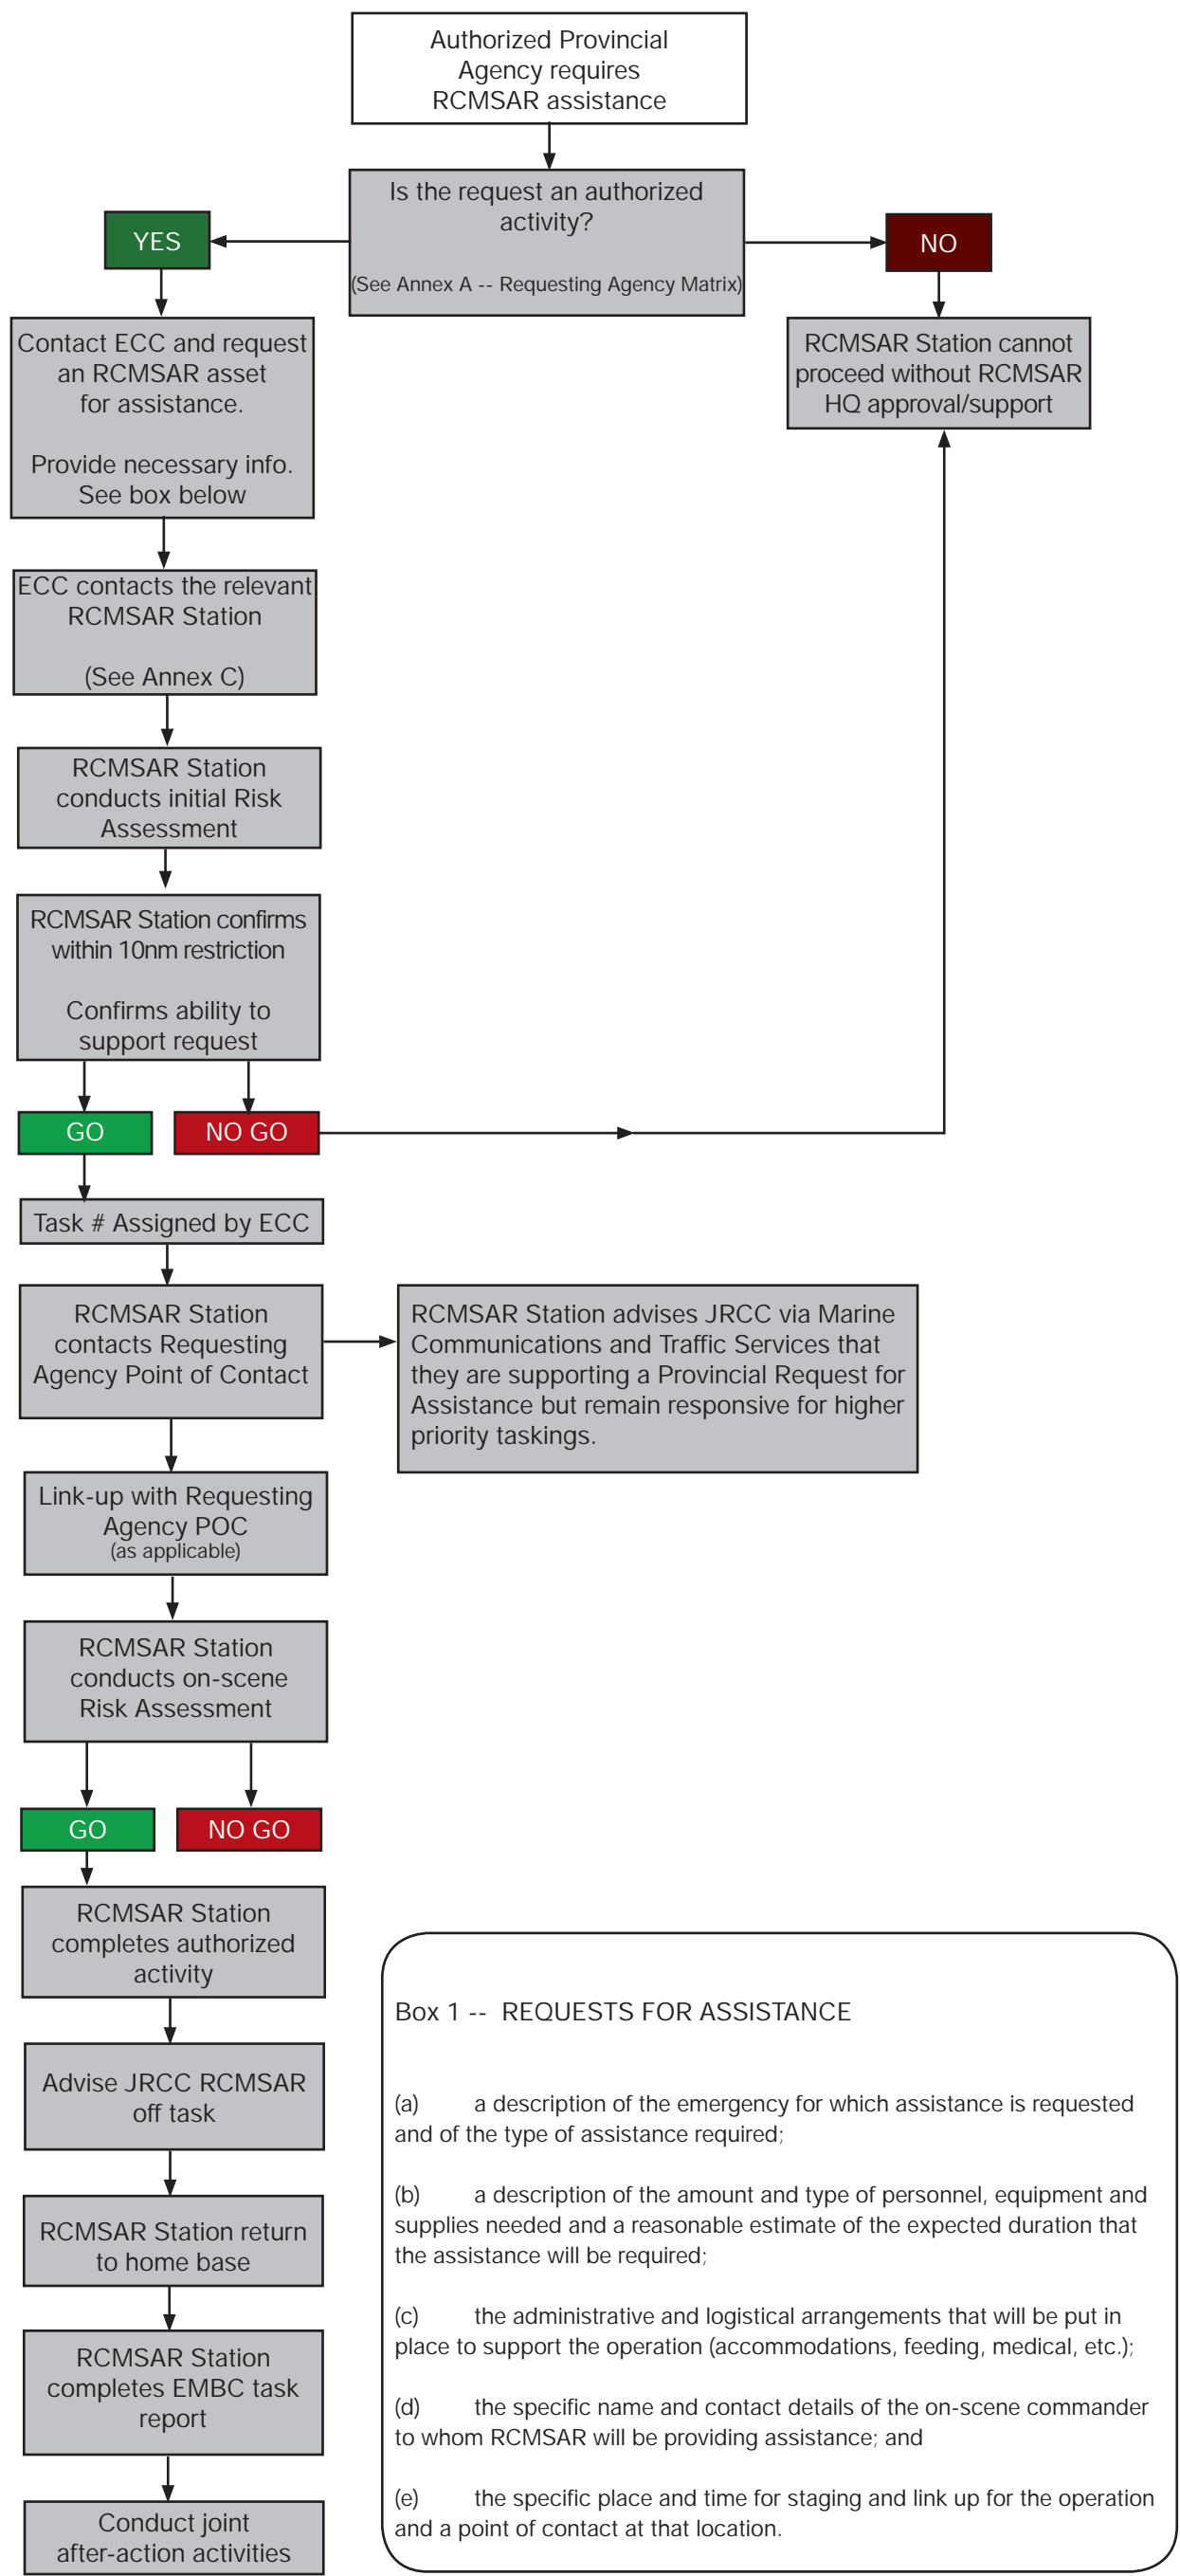 Authorized Provincial
Agency requires
RCMSAR assistance
Is the request an authorized
activity?
(See Annex A -- Requesting Agency Matrix)
YES
NO
Contact ECC and request
an RCMSAR asset
for assistance.
Provide necessary info.
See box below
RCMSAR Station cannot
proceed without RCMSAR
HQ approval/support
ECC contacts the relevant
RCMSAR Station
(See Annex C)
RCMSAR Station
conducts initial Risk
Assessment
RCMSAR Station confirms
within 10nm restriction
Confirms ability to
support request
GO
NO GO
Task # Assigned by ECC
RCMSAR Station
contacts Requesting
Agency Point of Contact
RCMSAR Station advises JRCC via Marine
Communications and Traffic Services that
they are supporting a Provincial Request for
Assistance but remain responsive for higher
priority taskings.
Link-up with Requesting
Agency POC
(as applicable)
RCMSAR Station
conducts on-scene
Risk Assessment
GO
NO GO
RCMSAR Station
completes authorized
activity
Advise JRCC RCMSAR
off task
RCMSAR Station return
to home base
RCMSAR Station
completes EMBC task
report
Conduct joint
after-action activities
Box 1 -- REQUESTS FOR ASSISTANCE
(a) a description of the emergency for which assistance is requested
and of the type of assistance required;
(b) a description of the amount and type of personnel, equipment and
supplies needed and a reasonable estimate of the expected duration that
the assistance will be required;
(c) the administrative and logistical arrangements that will be put in
place to support the operation (accommodations, feeding, medical, etc.);
(d) the specific name and contact details of the on-scene commander
to whom RCMSAR will be providing assistance; and
(e) the specific place and time for staging and link up for the operation
and a point of contact at that location.